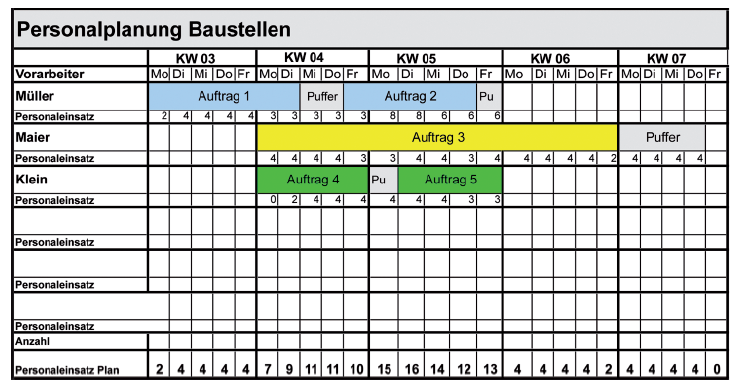 Personalplanung Baustellen
KW 03 KW 04 KW 05 KW 06 KW 07
Vorarbeiter Mo Di Mi Do Fr Mo Di Mi Do Fr Mo Di Mi Do Fr Mo Di Mi Do Fr Mo Di Mi Do Fr
Müller Auftrag 1 Puffer Auftrag 2 Pu
Personaleinsatz 2 4 4 4 4 3 3 3 3 3 8 8 6 6 6
Maier Auftrag 3 Puffer
Personaleinsatz 4 4 4 4 3 3 4 4 3 4 4 4 4 4 2 4 4 4 4
Klein Auftrag 4 Pu Auftrag 5
Personaleinsatz 0 2 4 4 4 4 4 4 3 3
Personaleinsatz
Personaleinsatz
Personaleinsatz
Anzahl
Personaleinsatz Plan 2 4 4 4 4 7 9 11 11 10 15 16 14 12 13 4 4 4 4 2 4 4 4 4 0